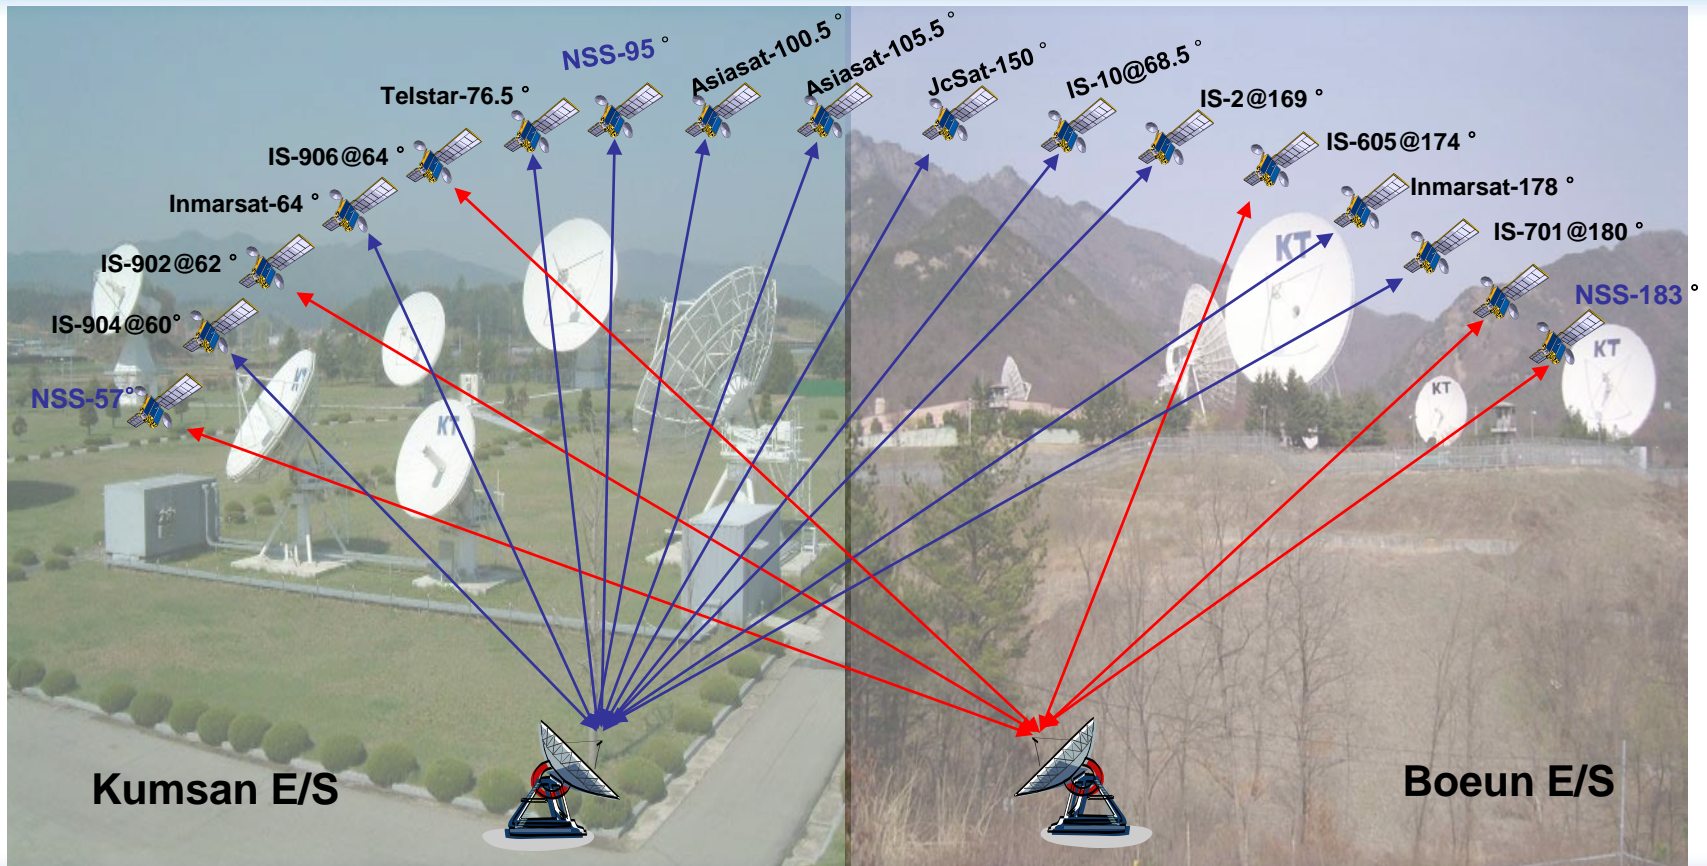 NSS-95 °
Asiasat-100.5 °
Asiasat-105.5 °
JcSat-150 °
IS-10@68.5 °
Telstar-76.5 °
IS-2@169 °
IS-906@64 °
IS-605@174 °
Inmarsat-64 °
Inmarsat-178 °
IS-902@62 °
IS-701@180 °
IS-904@60°
NSS-183 °
NSS-57°
KT
KT
KT
KT
KT
Kumsan E/S
Boeun E/S